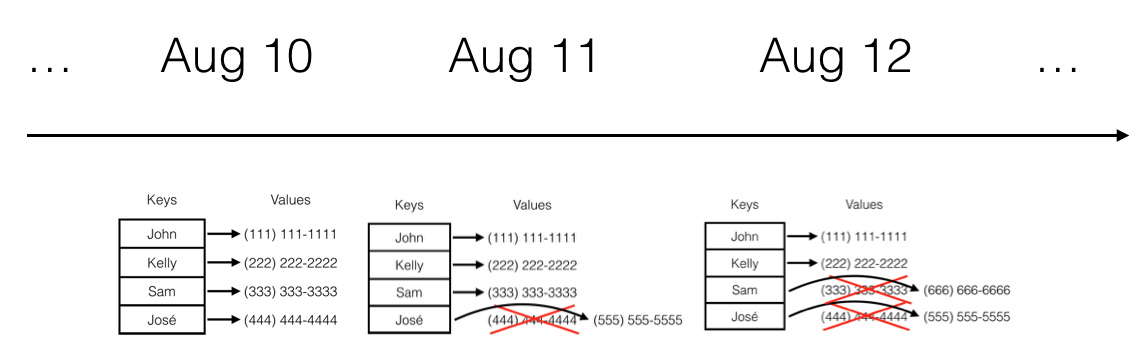 … Aug 10 Aug 11 Aug 12 …
Keys Values
John (111) 111-1111
Kelly (222) 222-2222
Sam (333) 333-3333
José (444) 444-4444
Keys Values
John (111) 111-1111
Kelly (222) 222-2222
Sam (333) 333-3333
José (444) 444-4444 (555) 555-5555
Keys Values
John (111) 111-1111
Kelly (222) 222-2222
Sam (333) 333-3333 (666) 666-6666
José (444) 444-4444 (555) 555-5555